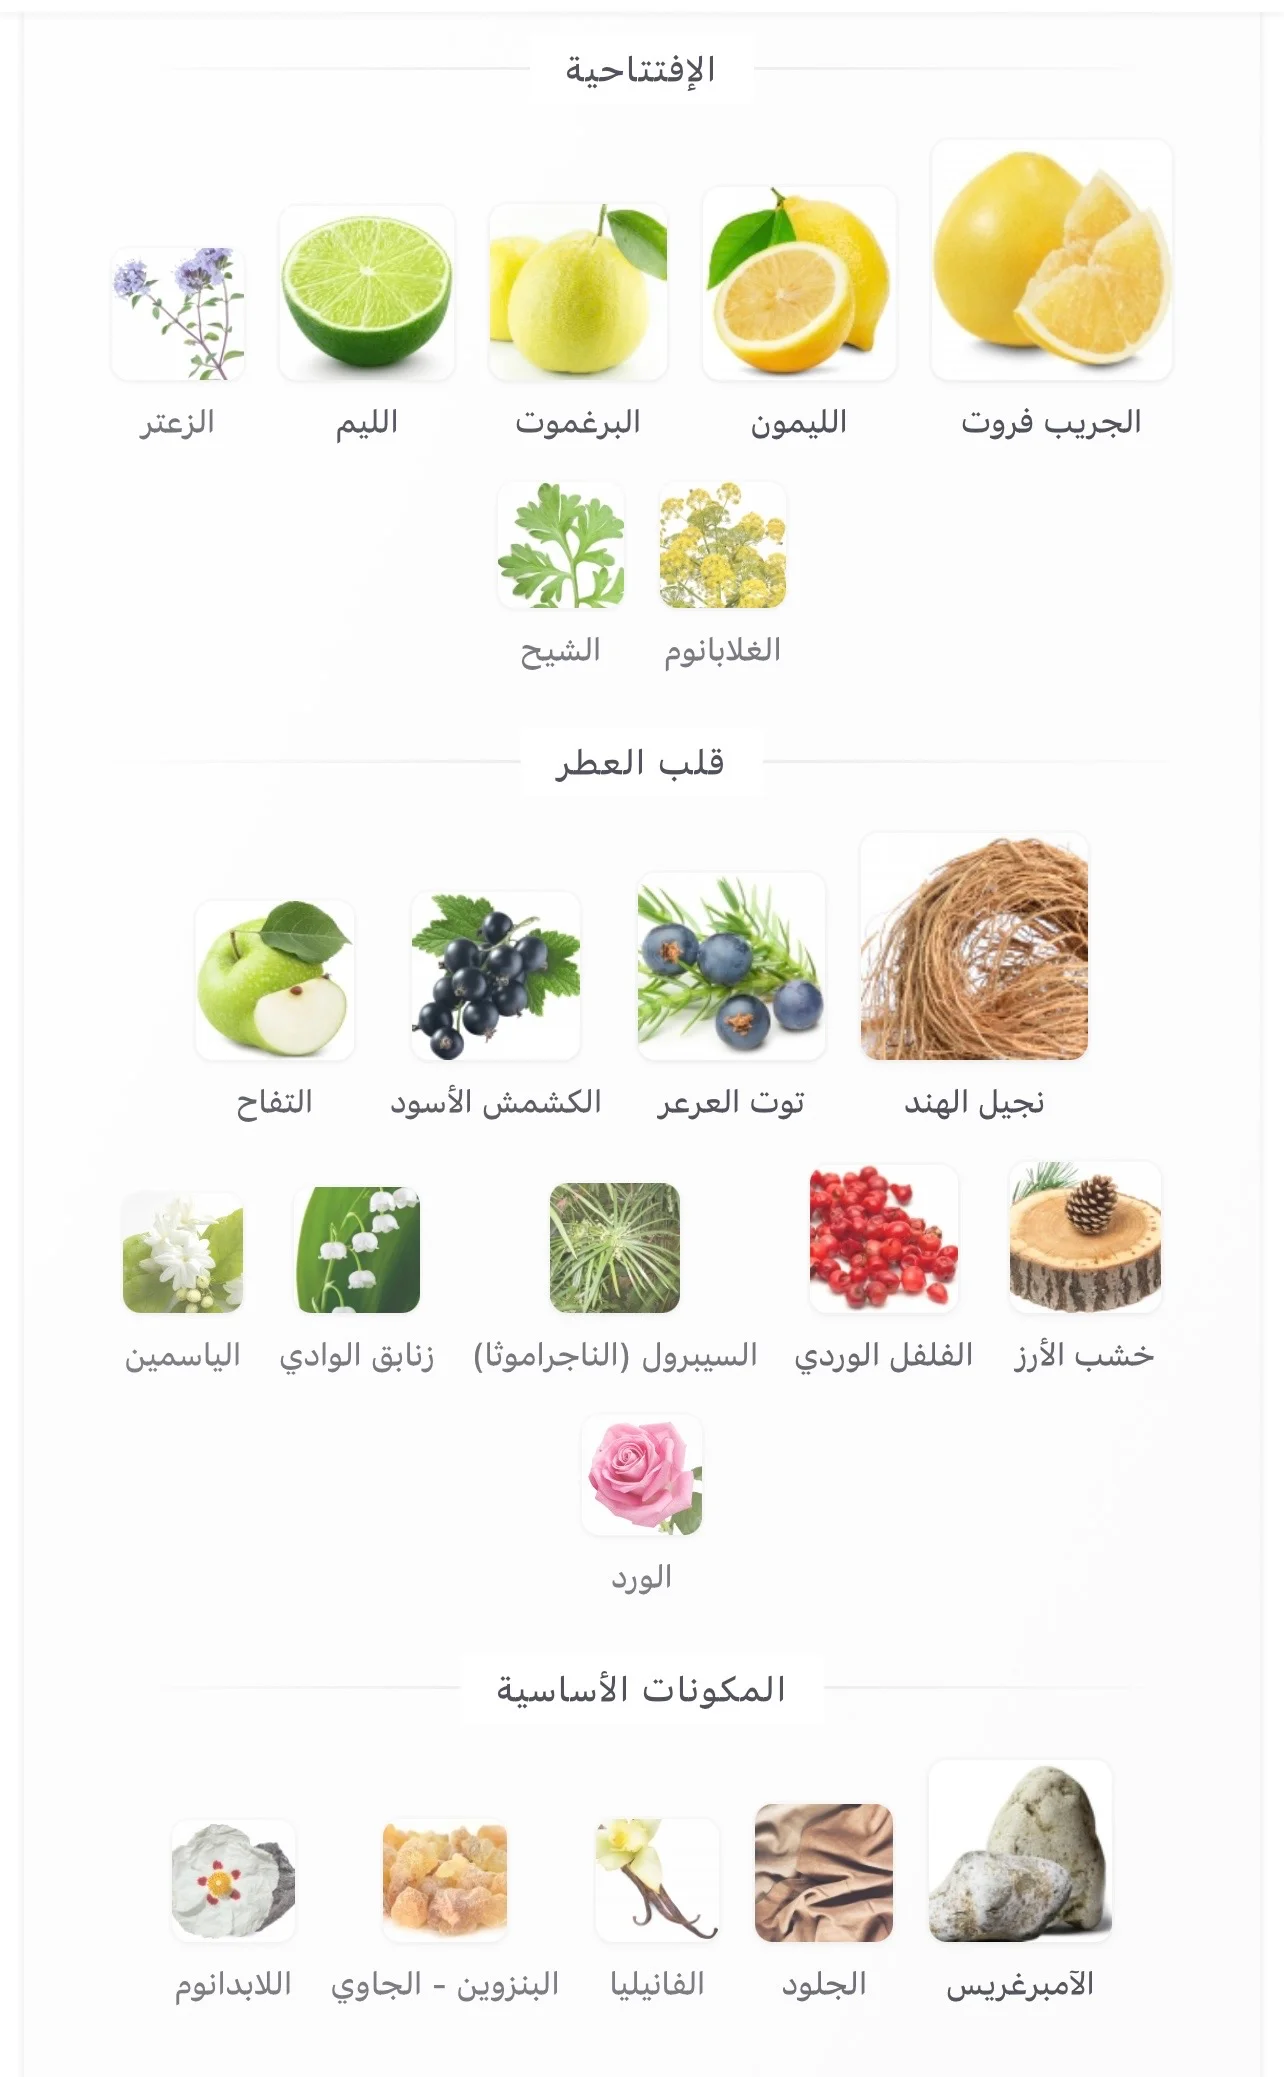 الإفتتاحية
الجريب فروت الليمون البرغموت الليم الزعتر
الغلابانوم الشيح
قلب العطر
نجيل الهند توت العرعر الكشمش الأسود التفاح
خشب الأرز الفلفل الوردي السيبرول (الناجراموثا) زنابق الوادي الياسمين
الورد
المكونات الأساسية
الآمبرغريس الجلود الفانيليا البنزوين - الجاوي اللابدانوم